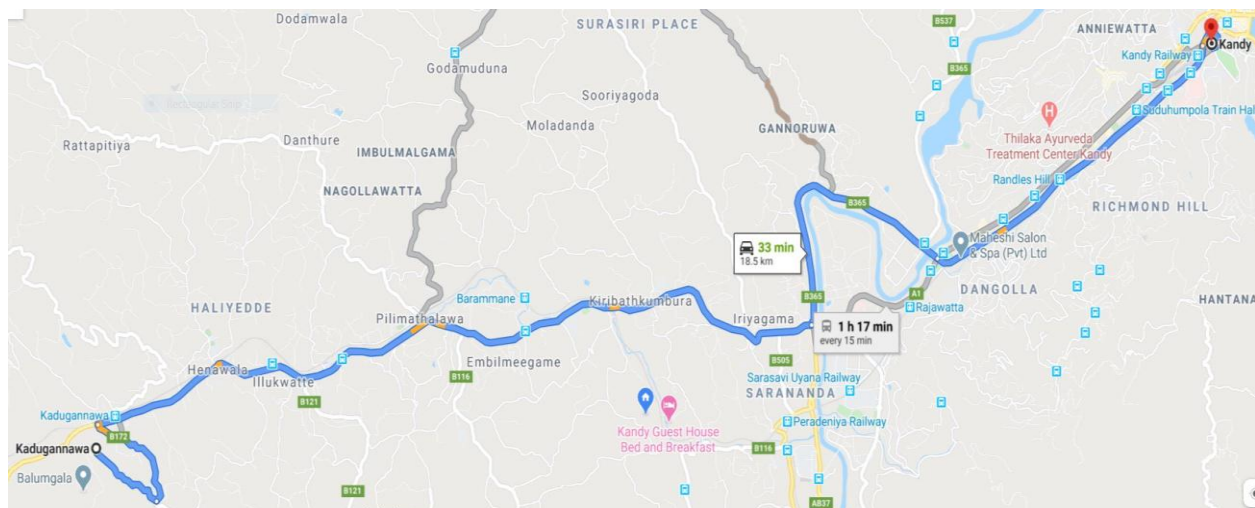 Dodamwala
SURASIRI PLACE
B537
ANNIEWATTA
Kandy
Kandy Railway
Godamuduna
B365
Rectangular Snip
Sooriyagoda
Suduhumpola Train Hal
Moladanda
GANNORUWA
Danthure
Thilaka Ayurveda
Treatment Center Kandy
Rattapitiya
IMBULMALGAMA
Randles Hill
NAGOLLAWATTA
B365
RICHMOND HILL
33 min
18.5 km
Maheshi Salon
& Spa (Pvt) Ltd
DANGOLLA
HANTANA
HALIYEDDE
Barammane
Kiribathkumbura
B365
A1
Rajawatta
Pilimathalawa
Iriyagama
1 h 17 min
every 15 min
Embilmeegame
B505
Henawala
Illukwatte
B116
Sarasavi Uyana Railway
SARANANDA
B121
Kadugannawa
B172
Kandy Guest House
Bed and Breakfast
Peradeniya Railway
B116
Kadugannawa
Balumgala
B121
AB37